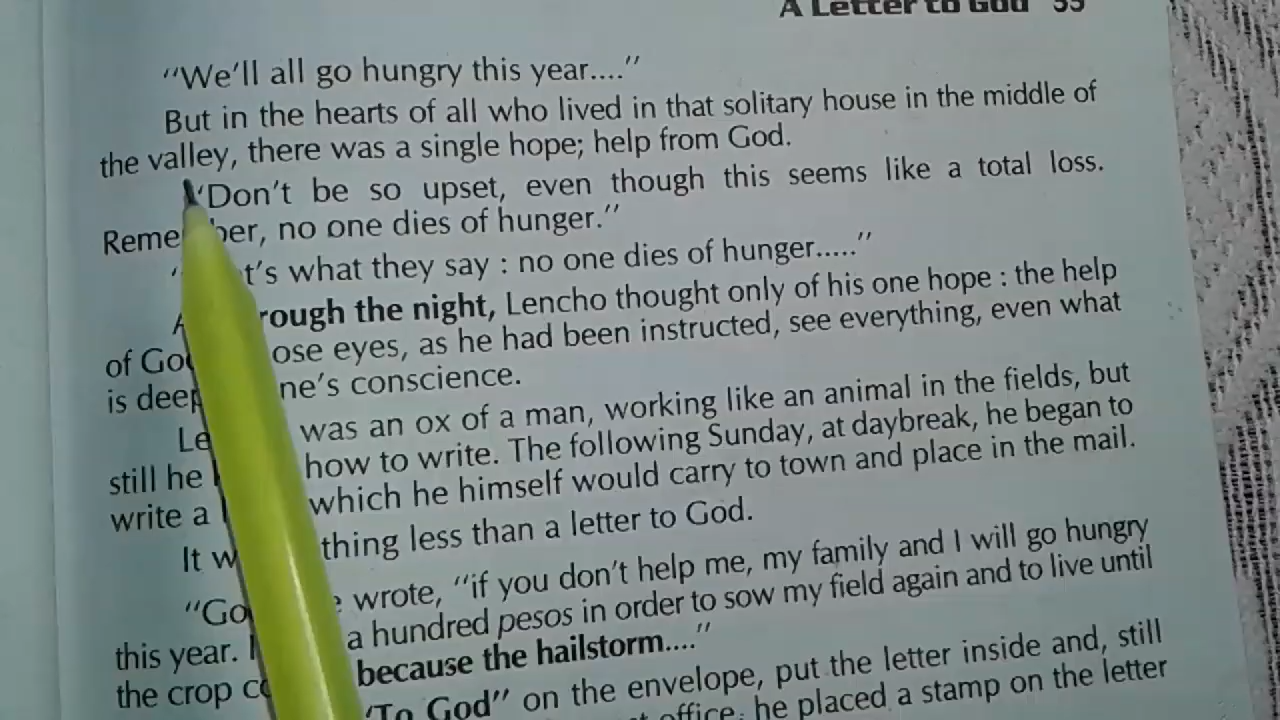 A Letter to God 55
"We'll all go hungry this year...."
But in the hearts of all who lived in that solitary house in the middle of
the valley, there was a single hope; help from God.
"Don't be so upset, even though this seems like a total loss.
Remember, no one dies of hunger."
t's what they say : no one dies of hunger....."
rough the night, Lencho thought only of his one hope : the help
of God ose eyes, as he had been instructed, see everything, even what
is deep ne's conscience.
Le was an ox of a man, working like an animal in the fields, but
still he how to write. The following Sunday, at daybreak, he began to
write a which he himself would carry to town and place in the mail.
It w thing less than a letter to God.
"Go e wrote, "if you don't help me, my family and I will go hungry
this year. I a hundred pesos in order to sow my field again and to live until
the crop co because the hailstorm...."
"To God" on the envelope, put the letter inside and, still
office, he placed a stamp on the letter